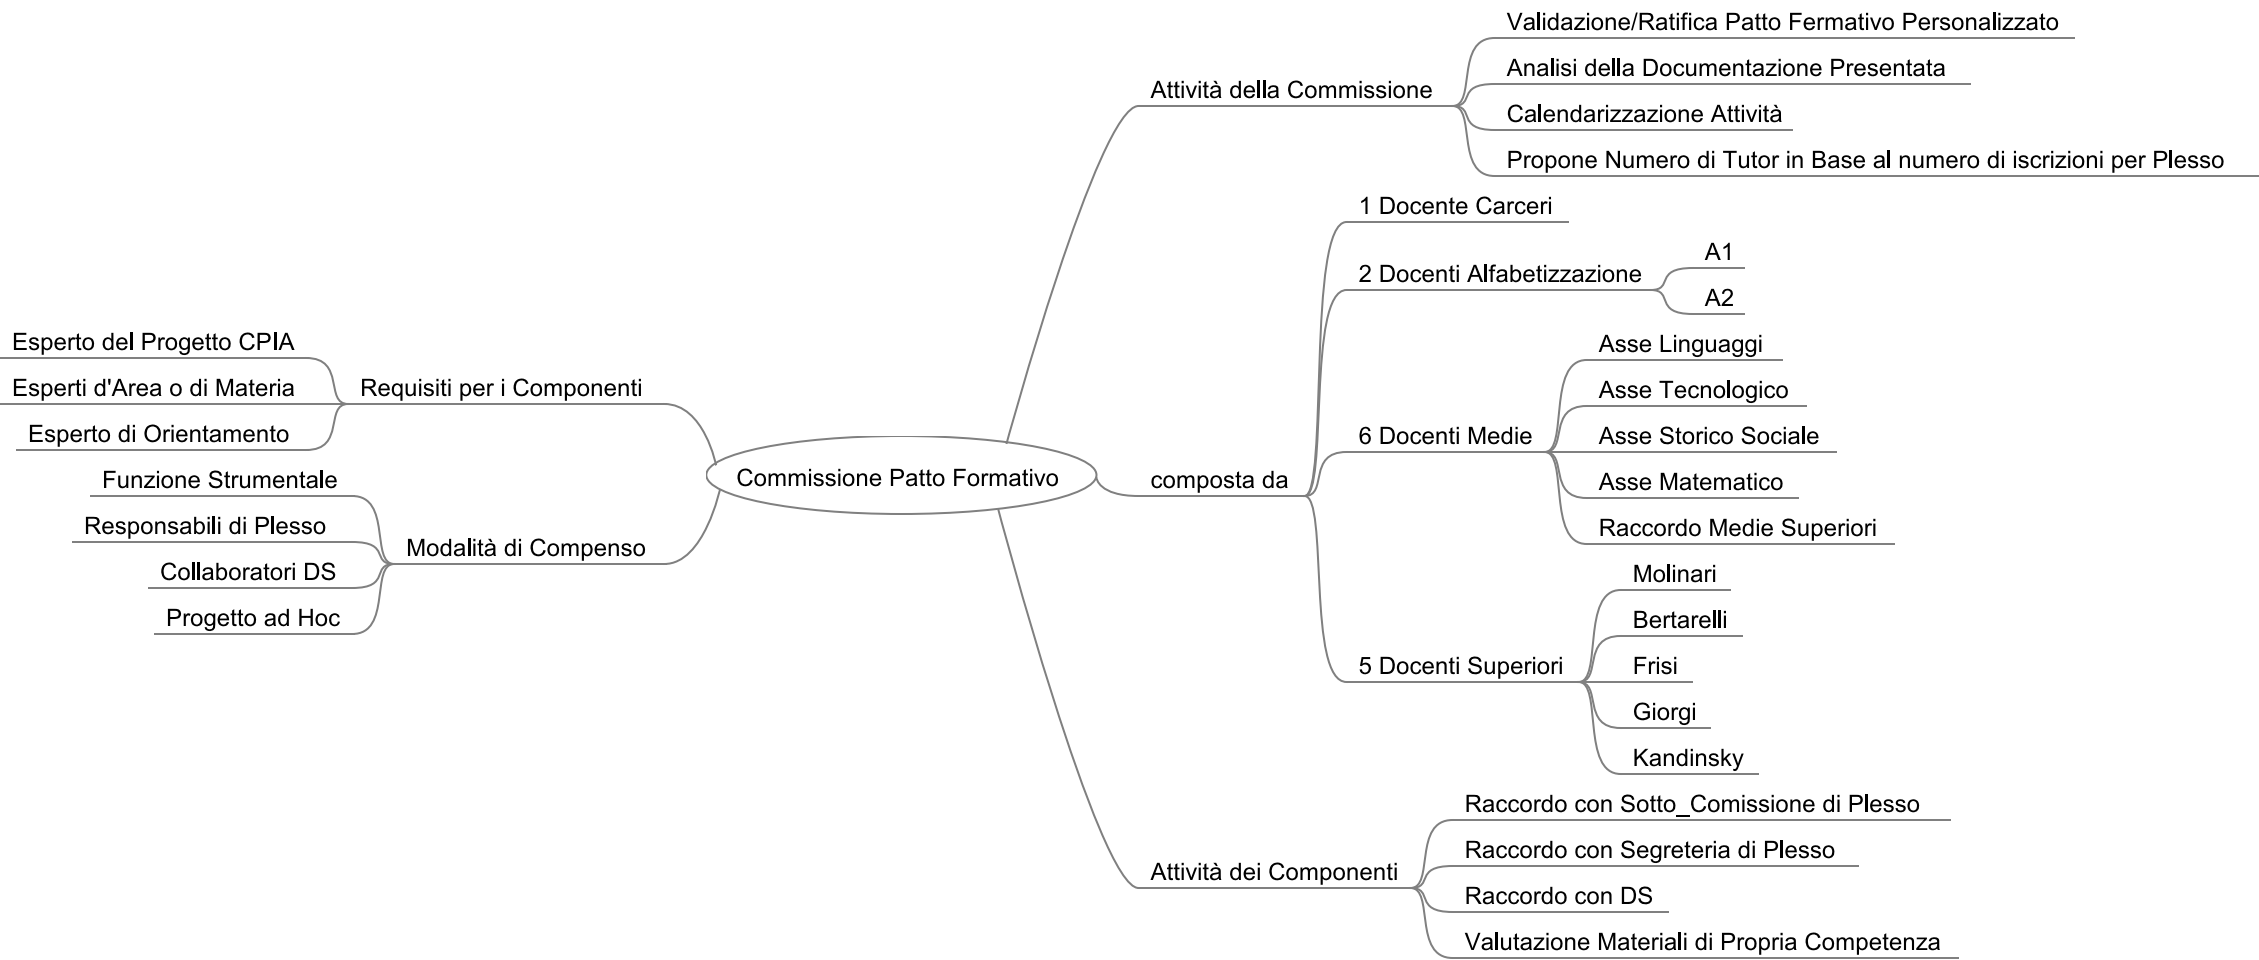 Commissione Patto Formativo
Attività della Commissione
Validazione/Ratifica Patto Fermativo Personalizzato
Analisi della Documentazione Presentata
Calendarizzazione Attività
Propone Numero di Tutor in Base al numero di iscrizioni per Plesso
composta da
1 Docente Carceri
2 Docenti Alfabetizzazione
A1
A2
6 Docenti Medie
Asse Linguaggi
Asse Tecnologico
Asse Storico Sociale
Asse Matematico
Raccordo Medie Superiori
5 Docenti Superiori
Molinari
Bertarelli
Frisi
Giorgi
Kandinsky
Attività dei Componenti
Raccordo con Sotto_Comissione di Plesso
Raccordo con Segreteria di Plesso
Raccordo con DS
Valutazione Materiali di Propria Competenza
Requisiti per i Componenti
Esperto del Progetto CPIA
Esperti d'Area o di Materia
Esperto di Orientamento
Modalità di Compenso
Funzione Strumentale
Responsabili di Plesso
Collaboratori DS
Progetto ad Hoc